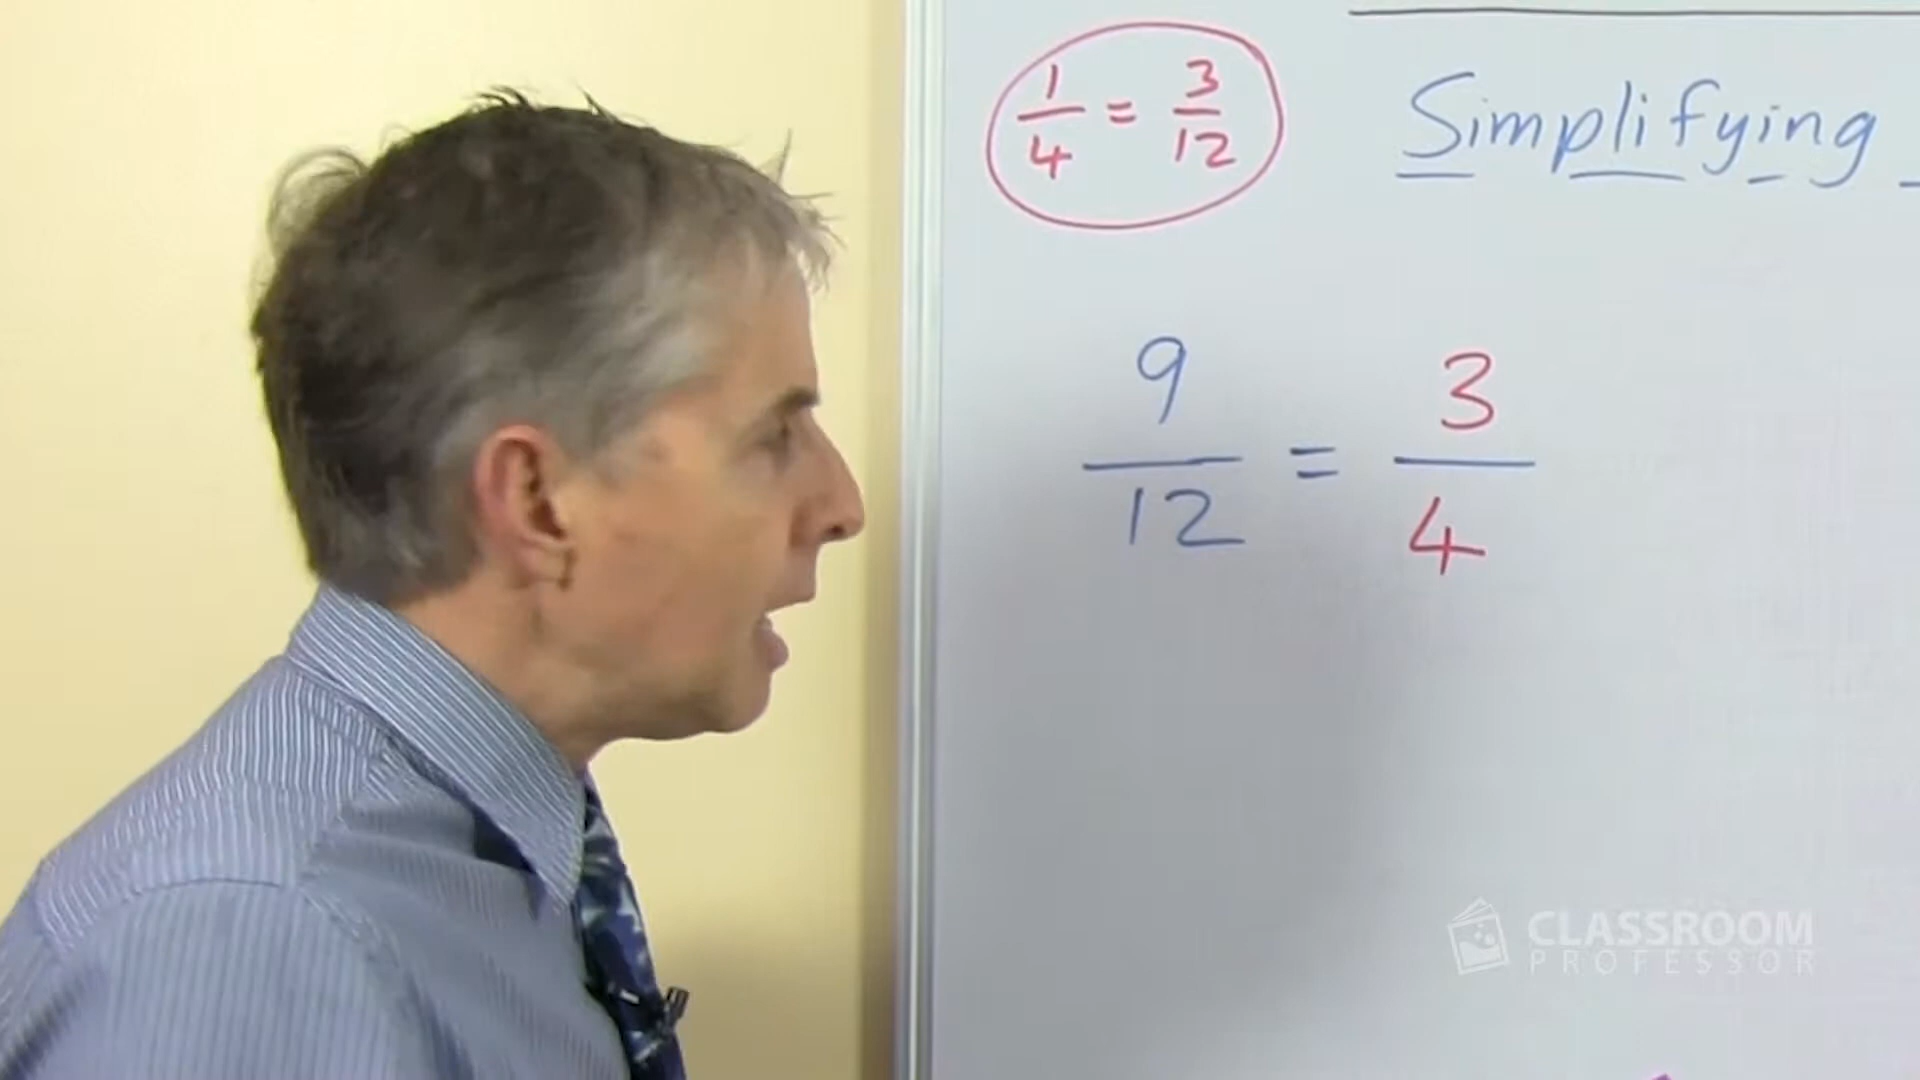 1/4 = 3/12
Simplifying
9/12 = 3/4
CLASSROOM
PROFESSOR